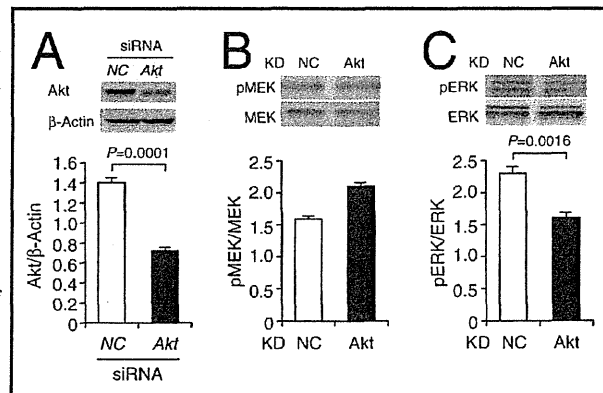 A
siRNA
NC Akt
Akt
β-Actin
P=0.0001
1.6
1.4
1.2
1.0
0.8
0.6
0.4
0.2
0
Akt/β-Actin
NC Akt
siRNA
B
KD NC Akt
pMEK
MEK
2.5
2.0
1.5
1.0
0.5
0.0
pMEK/MEK
KD NC Akt
C
KD NC Akt
pERK
ERK
P=0.0016
2.5
2.0
1.5
1.0
0.5
0.0
pERK/ERK
KD NC Akt